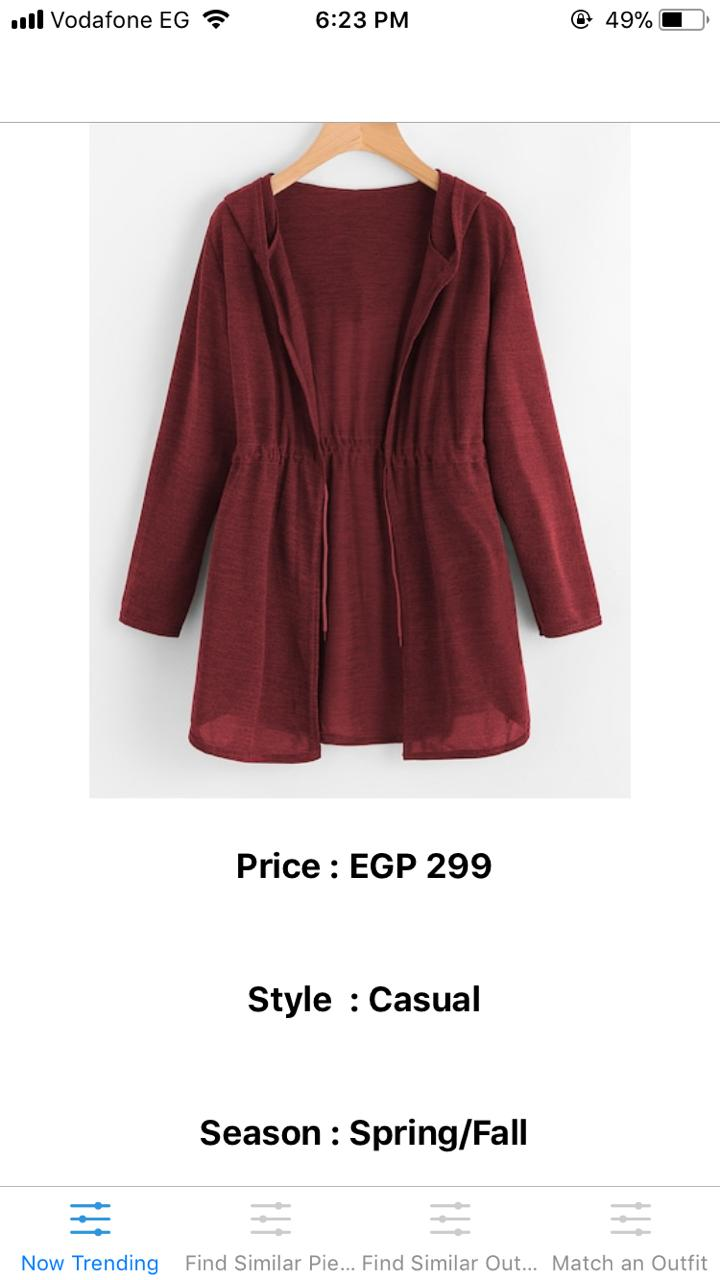 Vodafone EG 6:23 PM 49%
Price : EGP 299
Style : Casual
Season : Spring/Fall
Now Trending Find Similar Pie... Find Similar Out... Match an Outfit